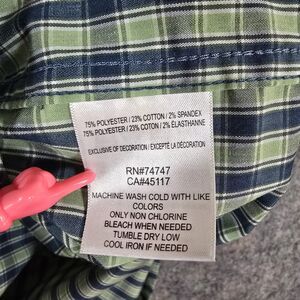 75% POLYESTER / 23% COTTON / 2% SPANDEX
75% POLYESTER / 23% COTON / 2% ÉLASTHANNE
EXCLUSIVE OF DECORATION / EXCEPTÉ LA DÉCORATION
RN#74747
CA#45117
MACHINE WASH COLD WITH LIKE
COLORS
ONLY NON CHLORINE
BLEACH WHEN NEEDED
TUMBLE DRY LOW
COOL IRON IF NEEDED